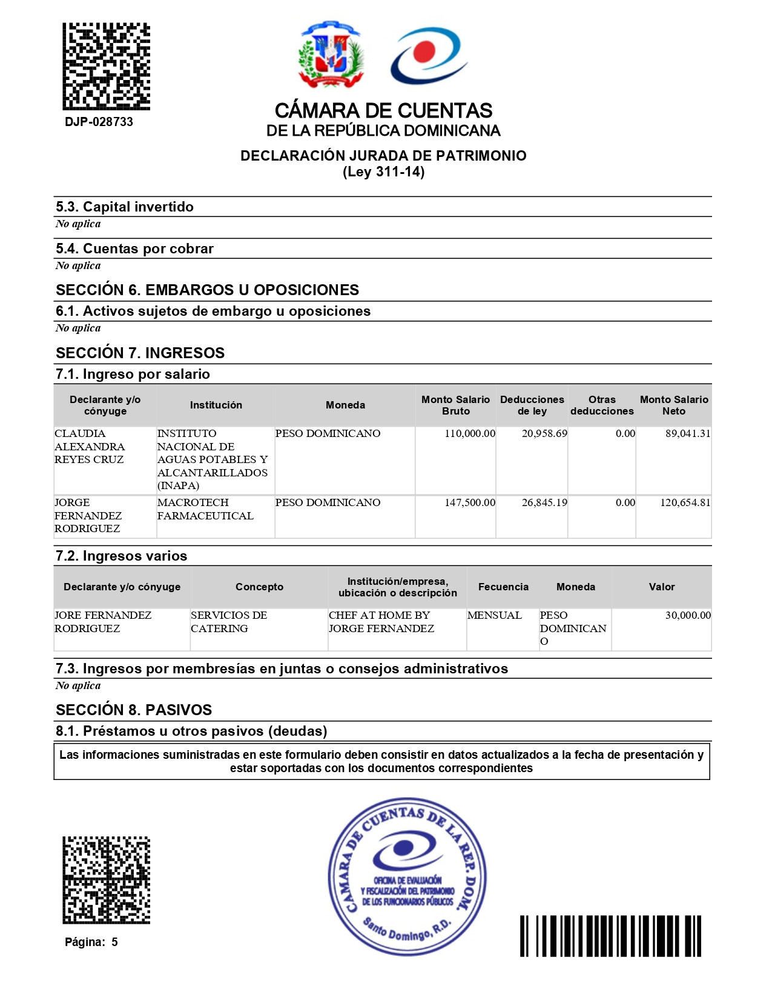 DJP-028733
CÁMARA DE CUENTAS
DE LA REPÚBLICA DOMINICANA
DECLARACIÓN JURADA DE PATRIMONIO
(Ley 311-14)
5.3. Capital invertido
No aplica
5.4. Cuentas por cobrar
No aplica
SECCIÓN 6. EMBARGOS U OPOSICIONES
6.1. Activos sujetos de embargo u oposiciones
No aplica
SECCIÓN 7. INGRESOS
7.1. Ingreso por salario
Declarante y/o cónyuge Institución Moneda Monto Salario Bruto Deducciones de ley Otras deducciones Monto Salario Neto
CLAUDIA INSTITUTO PESO DOMINICANO 110,000.00 20,958.69 0.00 89,041.31
ALEXANDRA NACIONAL DE
REYES CRUZ AGUAS POTABLES Y
ALCANTARILLADOS
(INAPA)
JORGE MACROTECH PESO DOMINICANO 147,500.00 26,845.19 0.00 120,654.81
FERNANDEZ FARMACEUTICAL
RODRIGUEZ
7.2. Ingresos varios
Declarante y/o cónyuge Concepto Institución/empresa, ubicación o descripción Fecuencia Moneda Valor
JORE FERNANDEZ SERVICIOS DE CHEF AT HOME BY MENSUAL PESO 30,000.00
RODRIGUEZ CATERING JORGE FERNANDEZ DOMINICAN
O
7.3. Ingresos por membresías en juntas o consejos administrativos
No aplica
SECCIÓN 8. PASIVOS
8.1. Préstamos u otros pasivos (deudas)
Las informaciones suministradas en este formulario deben consistir en datos actualizados a la fecha de presentación y
estar soportadas con los documentos correspondientes
CAMARA DE CUENTAS DE LA REP. DOM.
OFICINA DE EVALUACIÓN
Y FISCALIZACIÓN DEL PATRIMONIO
DE LOS FUNCIONARIOS PÚBLICOS
Santo Domingo, R.D.
Página: 5